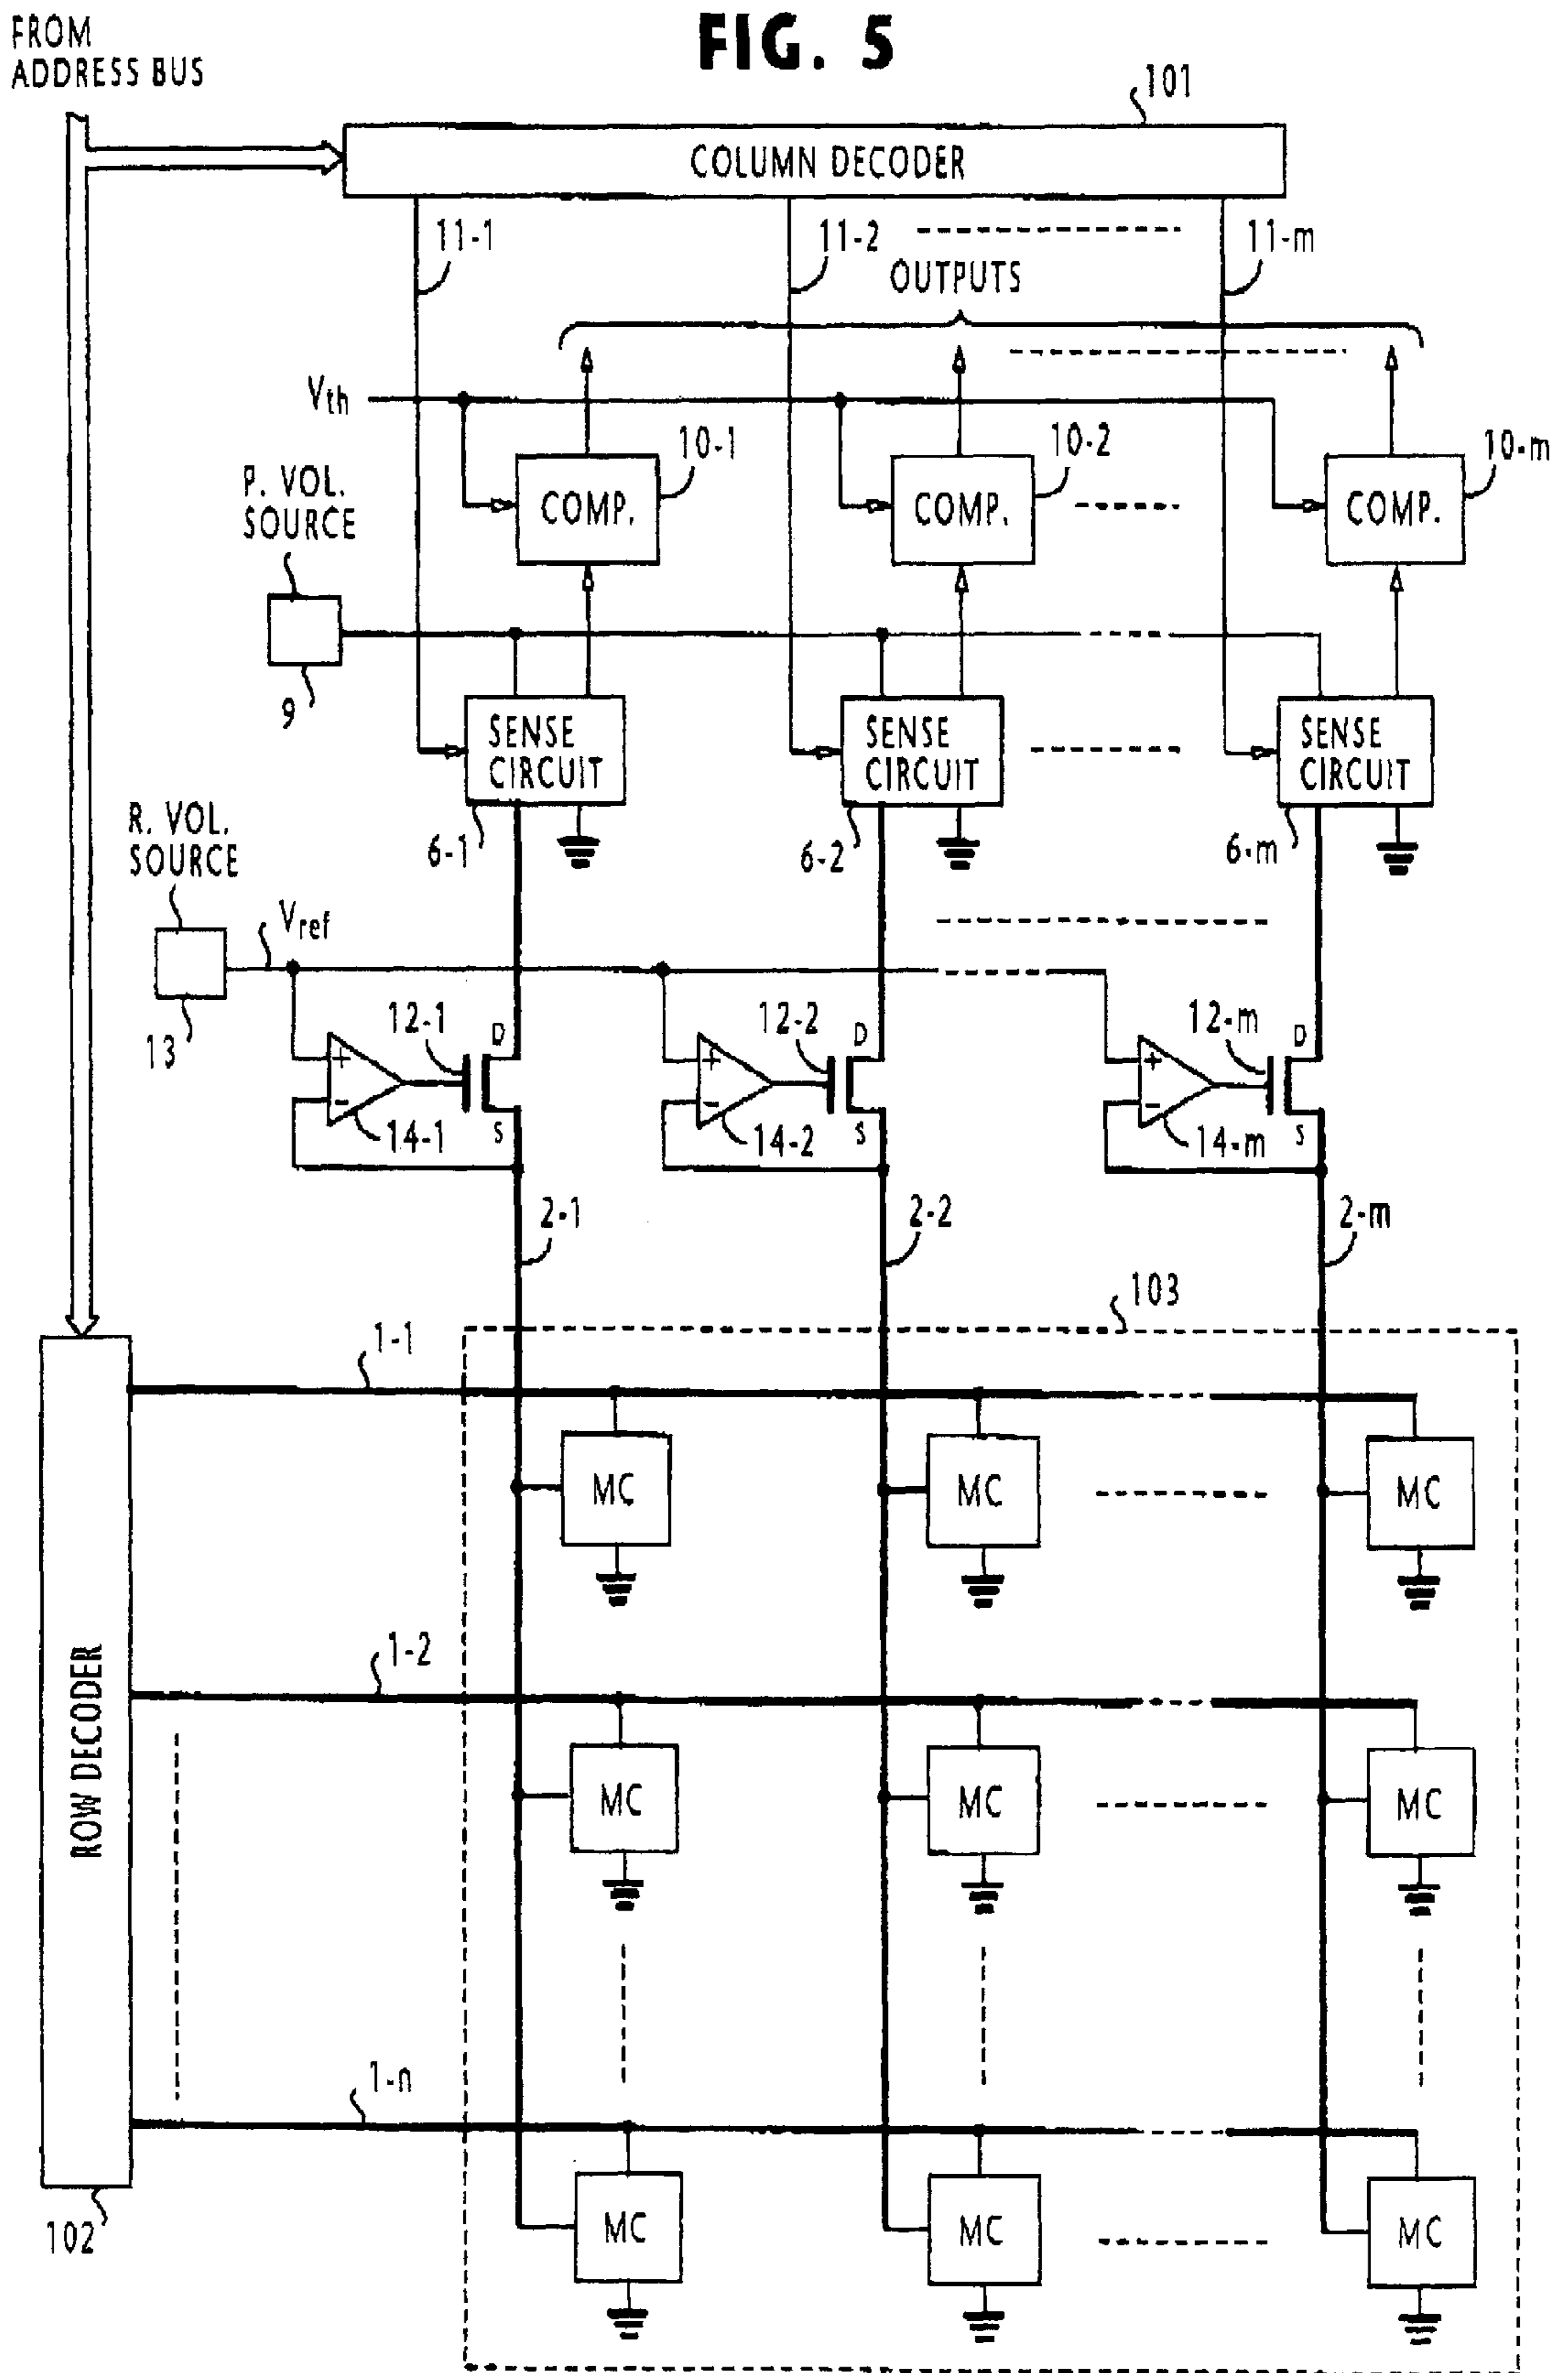 FIG. 5
FROM
ADDRESS BUS
101
COLUMN DECODER
11-1
11-2
11-m
OUTPUTS
Vth
10-1
10-2
10-m
P. VOL.
SOURCE
COMP.
COMP.
COMP.
9
SENSE
CIRCUIT
SENSE
CIRCUIT
SENSE
CIRCUIT
R. VOL.
SOURCE
6-1
6-2
6-m
Vref
13
12-1
D
12-2
D
12-m
D
+
+
+
-
-
-
14-1
S
14-2
S
14-m
S
2-1
2-2
2-m
103
1-1
MC
MC
MC
1-2
ROW DECODER
MC
MC
MC
1-n
102
MC
MC
MC